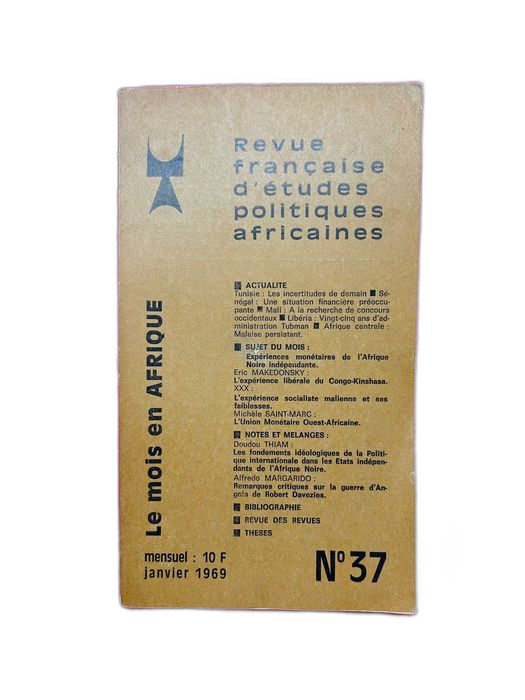 Revue
française
d'études
politiques
africaines
Le mois en AFRIQUE
ACTUALITE
Tunisie : Les incertitudes de demain ■ Sé-
négal : Une situation financière préoccu-
pante ■ Mali : A la recherche de concours
occidentaux ■ Libéria : Vingt-cinq ans d'ad-
ministration Tubman ■ Afrique centrale :
Malaise persistant.
SUJET DU MOIS :
Expériences monétaires de l'Afrique
Noire indépendante.
Eric MAKEDONSKY :
L'expérience libérale du Congo-Kinshasa.
XXX :
L'expérience socialiste malienne et ses
faiblesses.
Michèle SAINT-MARC :
L'Union Monétaire Ouest-Africaine.
NOTES ET MELANGES :
Doudou THIAM :
Les fondements idéologiques de la Politi-
que internationale dans les Etats indépen-
dants de l'Afrique Noire.
Alfredo MARGARIDO :
Remarques critiques sur la guerre d'An-
gola de Robert Davezies.
BIBLIOGRAPHIE
REVUE DES REVUES
THESES
mensuel : 10 F
janvier 1969
N° 37